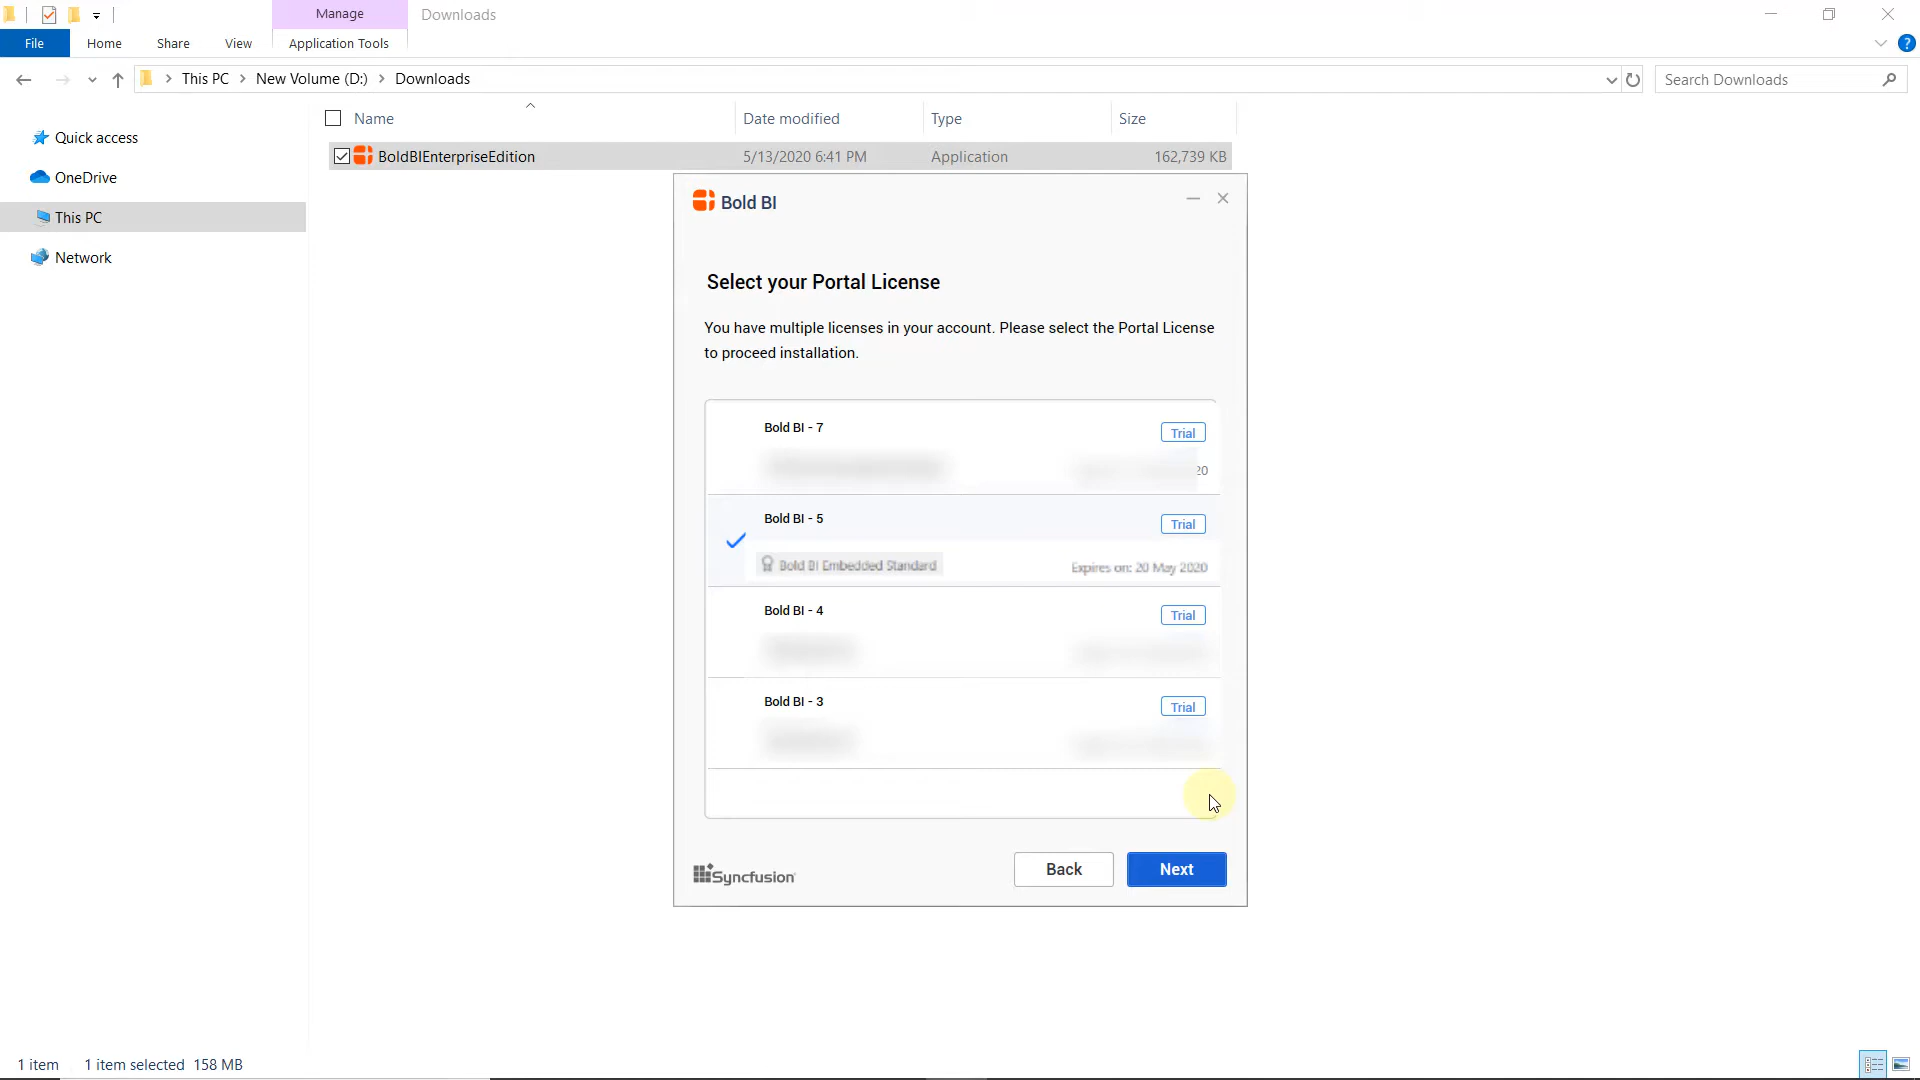 Manage
Downloads
File
Home
Share
View
Application Tools
?
This PC
New Volume (D:)
Downloads
Search Downloads
Name
Date modified
Type
Size
Quick access
OneDrive
This PC
Network
BoldBIEnterpriseEdition
5/13/2020 6:41 PM
Application
162,739 KB
Bold BI
Select your Portal License
You have multiple licenses in your account. Please select the Portal License
to proceed installation.
Bold BI - 7
Trial
20
Bold BI - 5
Trial
Bold BI Embedded Standard
Expires on: 20 May 2020
Bold BI - 4
Trial
Bold BI - 3
Trial
Syncfusion
Back
Next
1 item
1 item selected 158 MB